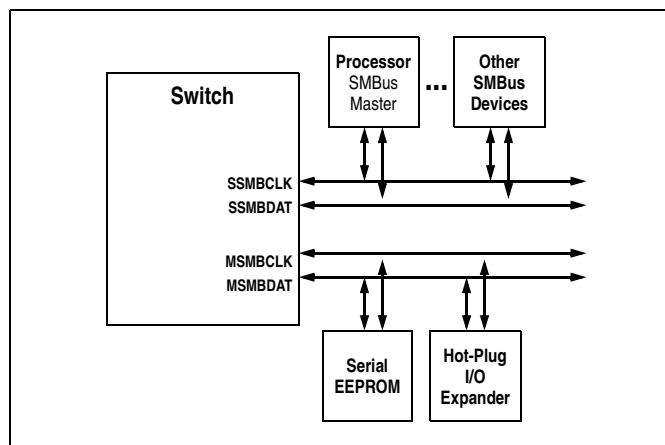 Processor
SMBus
Master
...
Other
SMBus
Devices
Switch
SSMBCLK
SSMBDAT
MSMBCLK
MSMBDAT
Serial
EEPROM
Hot-Plug
I/O
Expander